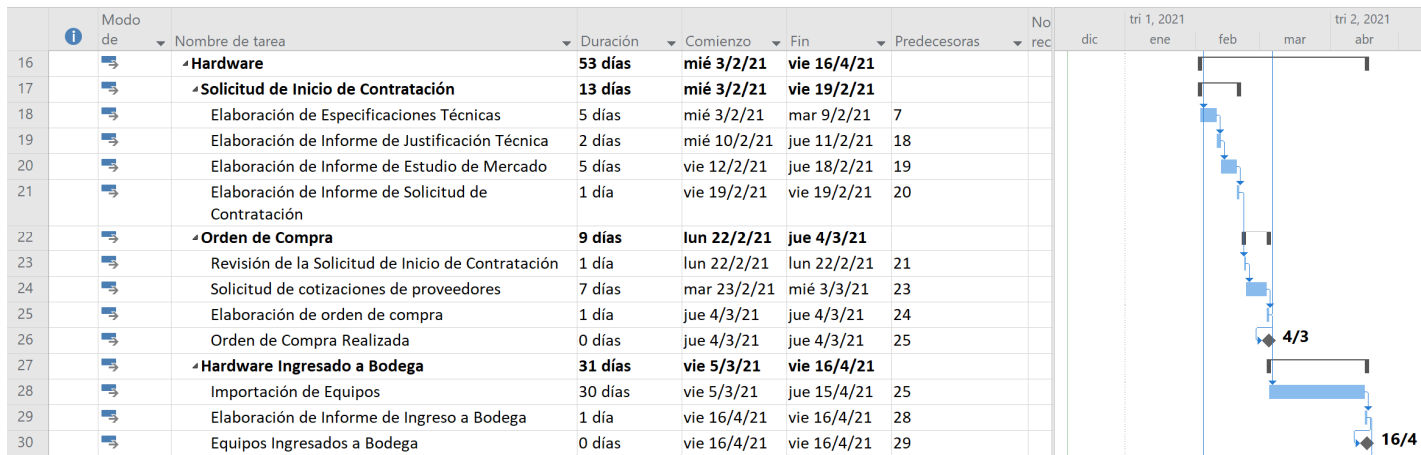 Modo de Nombre de tarea Duración Comienzo Fin Predecesoras No rec
tri 1, 2021 tri 2, 2021
dic ene feb mar abr
16 Hardware 53 días mié 3/2/21 vie 16/4/21
17 Solicitud de Inicio de Contratación 13 días mié 3/2/21 vie 19/2/21
18 Elaboración de Especificaciones Técnicas 5 días mié 3/2/21 mar 9/2/21 7
19 Elaboración de Informe de Justificación Técnica 2 días mié 10/2/21 jue 11/2/21 18
20 Elaboración de Informe de Estudio de Mercado 5 días vie 12/2/21 jue 18/2/21 19
21 Elaboración de Informe de Solicitud de 1 día vie 19/2/21 vie 19/2/21 20
Contratación
22 Orden de Compra 9 días lun 22/2/21 jue 4/3/21
23 Revisión de la Solicitud de Inicio de Contratación 1 día lun 22/2/21 lun 22/2/21 21
24 Solicitud de cotizaciones de proveedores 7 días mar 23/2/21 mié 3/3/21 23
25 Elaboración de orden de compra 1 día jue 4/3/21 jue 4/3/21 24
26 Orden de Compra Realizada 0 días jue 4/3/21 jue 4/3/21 25 4/3
27 Hardware Ingresado a Bodega 31 días vie 5/3/21 vie 16/4/21
28 Importación de Equipos 30 días vie 5/3/21 jue 15/4/21 25
29 Elaboración de Informe de Ingreso a Bodega 1 día vie 16/4/21 vie 16/4/21 28
30 Equipos Ingresados a Bodega 0 días vie 16/4/21 vie 16/4/21 29 16/4